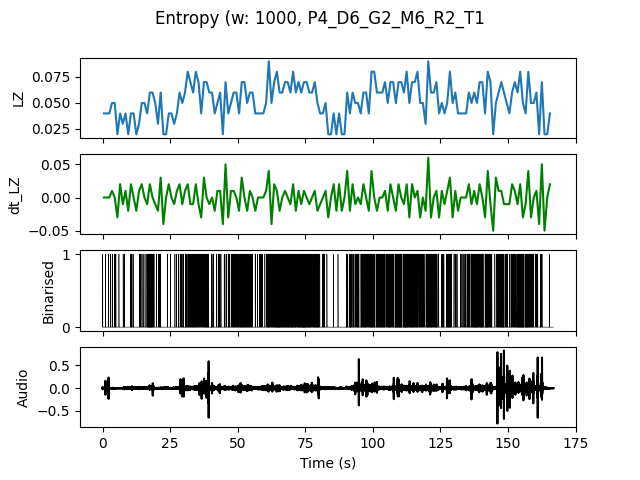 Entropy (w: 1000, P4_D6_G2_M6_R2_T1
LZ
0.075
0.050
0.025
dt_LZ
0.05
0.00
−0.05
Binarised
1
0
Audio
0.5
0.0
−0.5
0 25 50 75 100 125 150 175
Time (s)